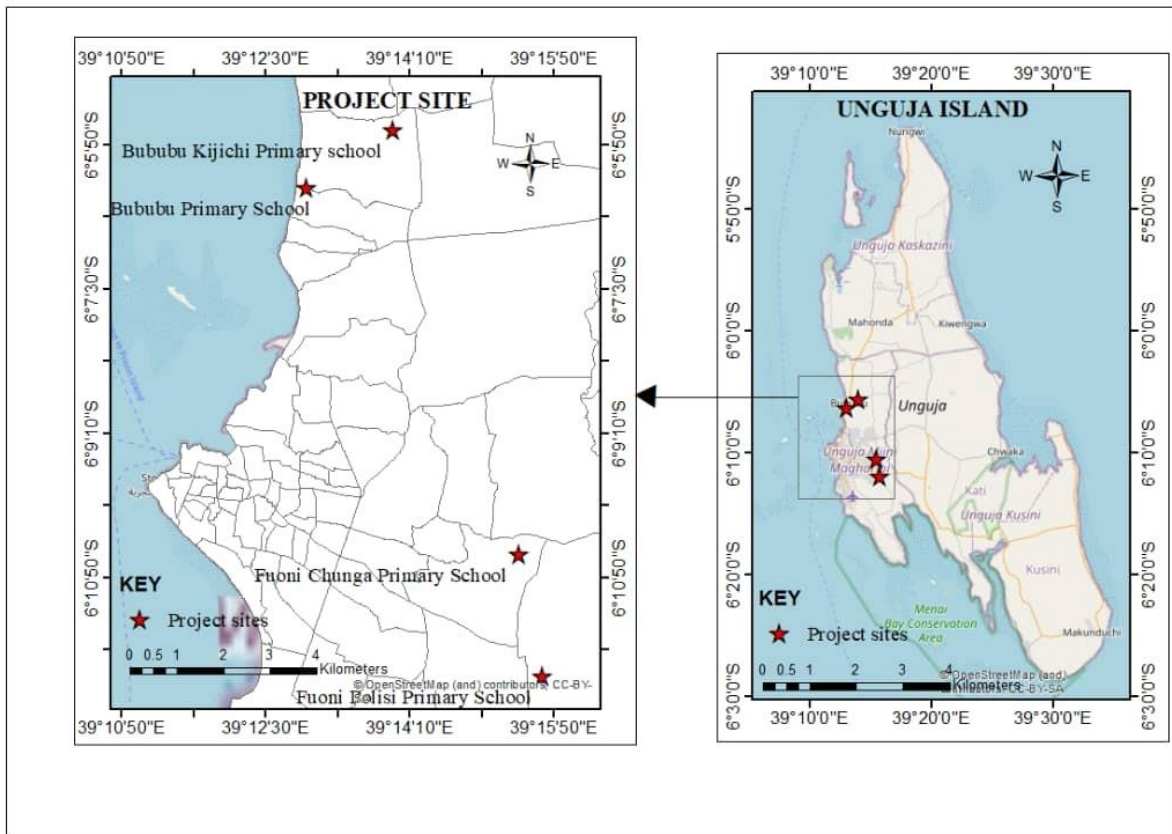 39°10'50"E 39°12'30"E 39°14'10"E 39°15'50"E
PROJECT SITE
N
W E
S
Bububu Kijichi Primary school
Bububu Primary School
Fuoni Chunga Primary School
Fuoni Polisi Primary School
6°5'50"S
6°7'30"S
6°9'10"S
6°10'50"S
6°5'50"S
6°7'30"S
6°9'10"S
6°10'50"S
KEY
Project sites
0 0.5 1 2 3 4
Kilometers
© OpenStreetMap (and) contributors, CC-BY-
39°10'50"E 39°12'30"E 39°14'10"E 39°15'50"E
39°10'0"E 39°20'0"E 39°30'0"E
UNGUJA ISLAND
N
W E
S
Nungwi
Unguja Kaskazini
Mahonda
Kiwengwa
Unguja
Chwaka
Kati
Unguja Kusini
Kusini
Makunduchi
Menai
Bay Conservation
Area
5°50'0"S
6°0'0"S
6°10'0"S
6°20'0"S
6°30'0"S
5°50'0"S
6°0'0"S
6°10'0"S
6°20'0"S
6°30'0"S
KEY
Project sites
0 0.5 1 2 3 4
Kilometers
© OpenStreetMap (and)
contributors, CC-BY-SA
39°10'0"E 39°20'0"E 39°30'0"E